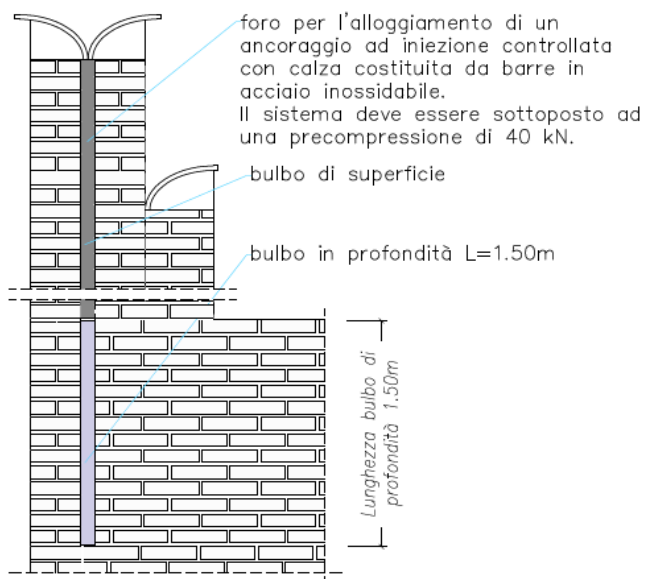 foro per l'alloggiamento di un
ancoraggio ad iniezione controllata
con calza costituita da barre in
acciaio inossidabile.
Il sistema deve essere sottoposto ad
una precompressione di 40 kN.
bulbo di superficie
bulbo in profondità L=1.50m
Lunghezza bulbo di
profondità 1.50m